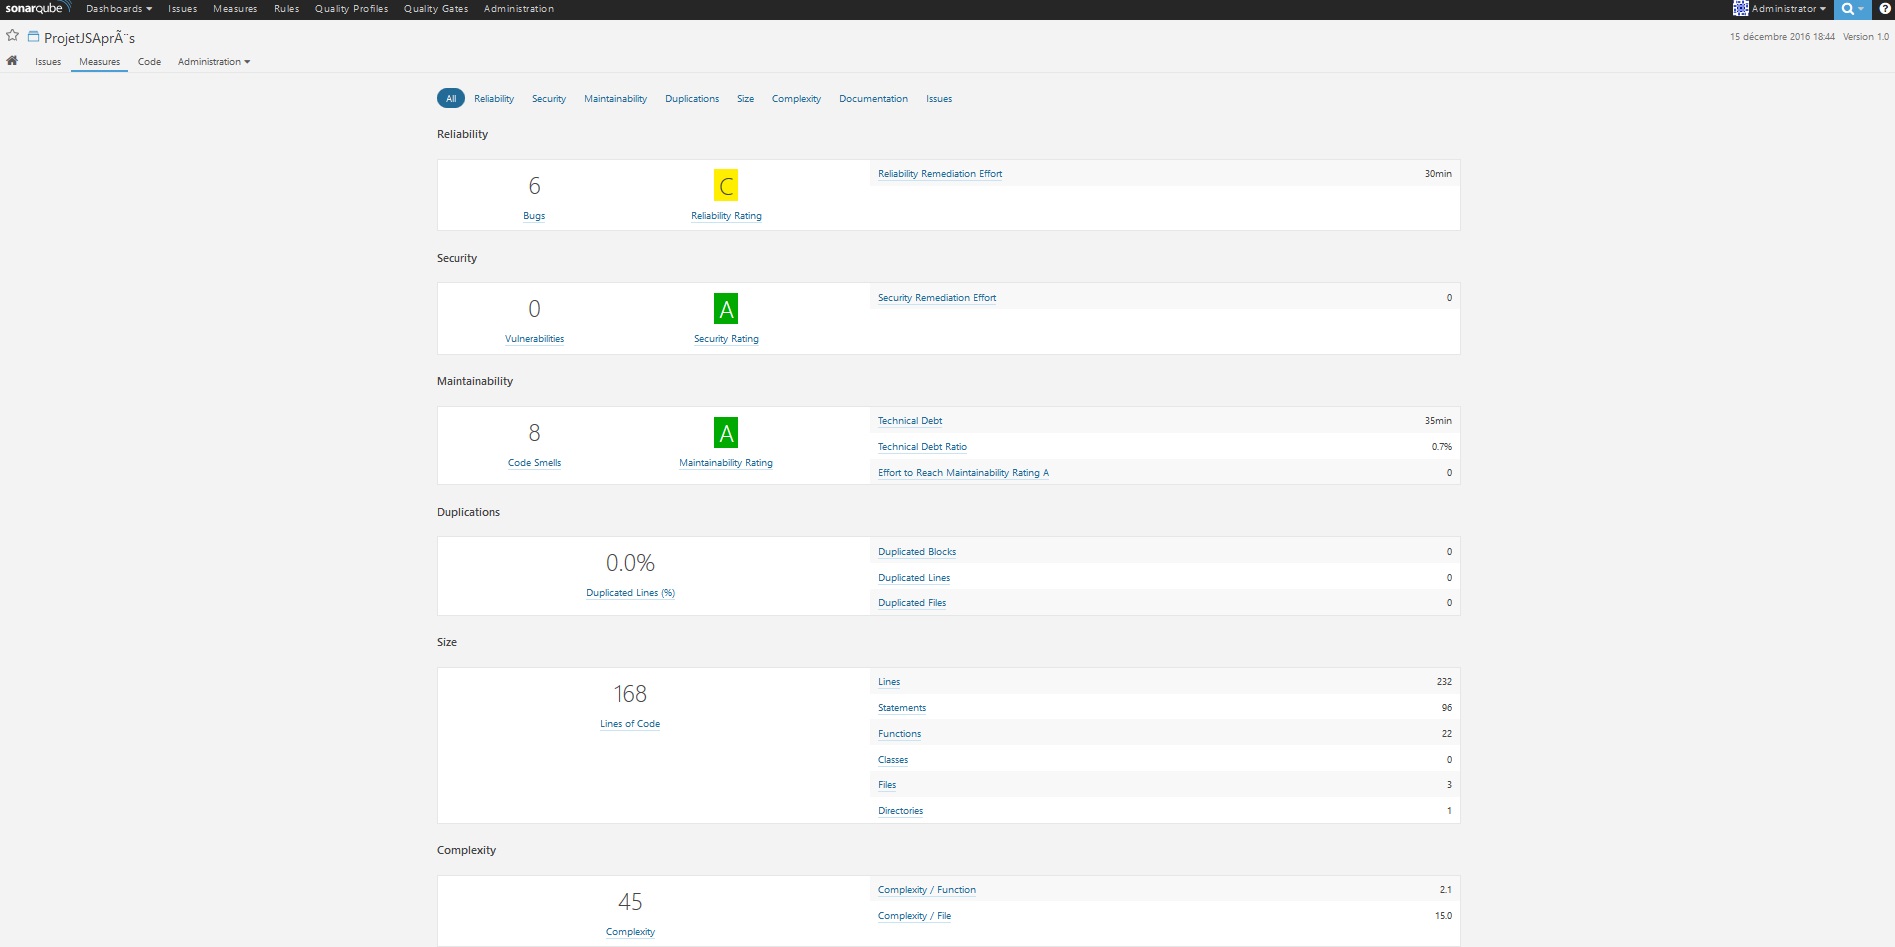 sonarqube Dashboards Issues Measures Rules Quality Profiles Quality Gates Administration Administrator ?
ProjetJSAprÃ¨s 15 décembre 2016 18:44 Version 1.0
Issues Measures Code Administration
All Reliability Security Maintainability Duplications Size Complexity Documentation Issues
Reliability
6
Bugs
C
Reliability Rating
Reliability Remediation Effort 30min
Security
0
Vulnerabilities
A
Security Rating
Security Remediation Effort 0
Maintainability
8
Code Smells
A
Maintainability Rating
Technical Debt 35min
Technical Debt Ratio 0.7%
Effort to Reach Maintainability Rating A 0
Duplications
0.0%
Duplicated Lines (%)
Duplicated Blocks 0
Duplicated Lines 0
Duplicated Files 0
Size
168
Lines of Code
Lines 232
Statements 96
Functions 22
Classes 0
Files 3
Directories 1
Complexity
45
Complexity
Complexity / Function 2.1
Complexity / File 15.0